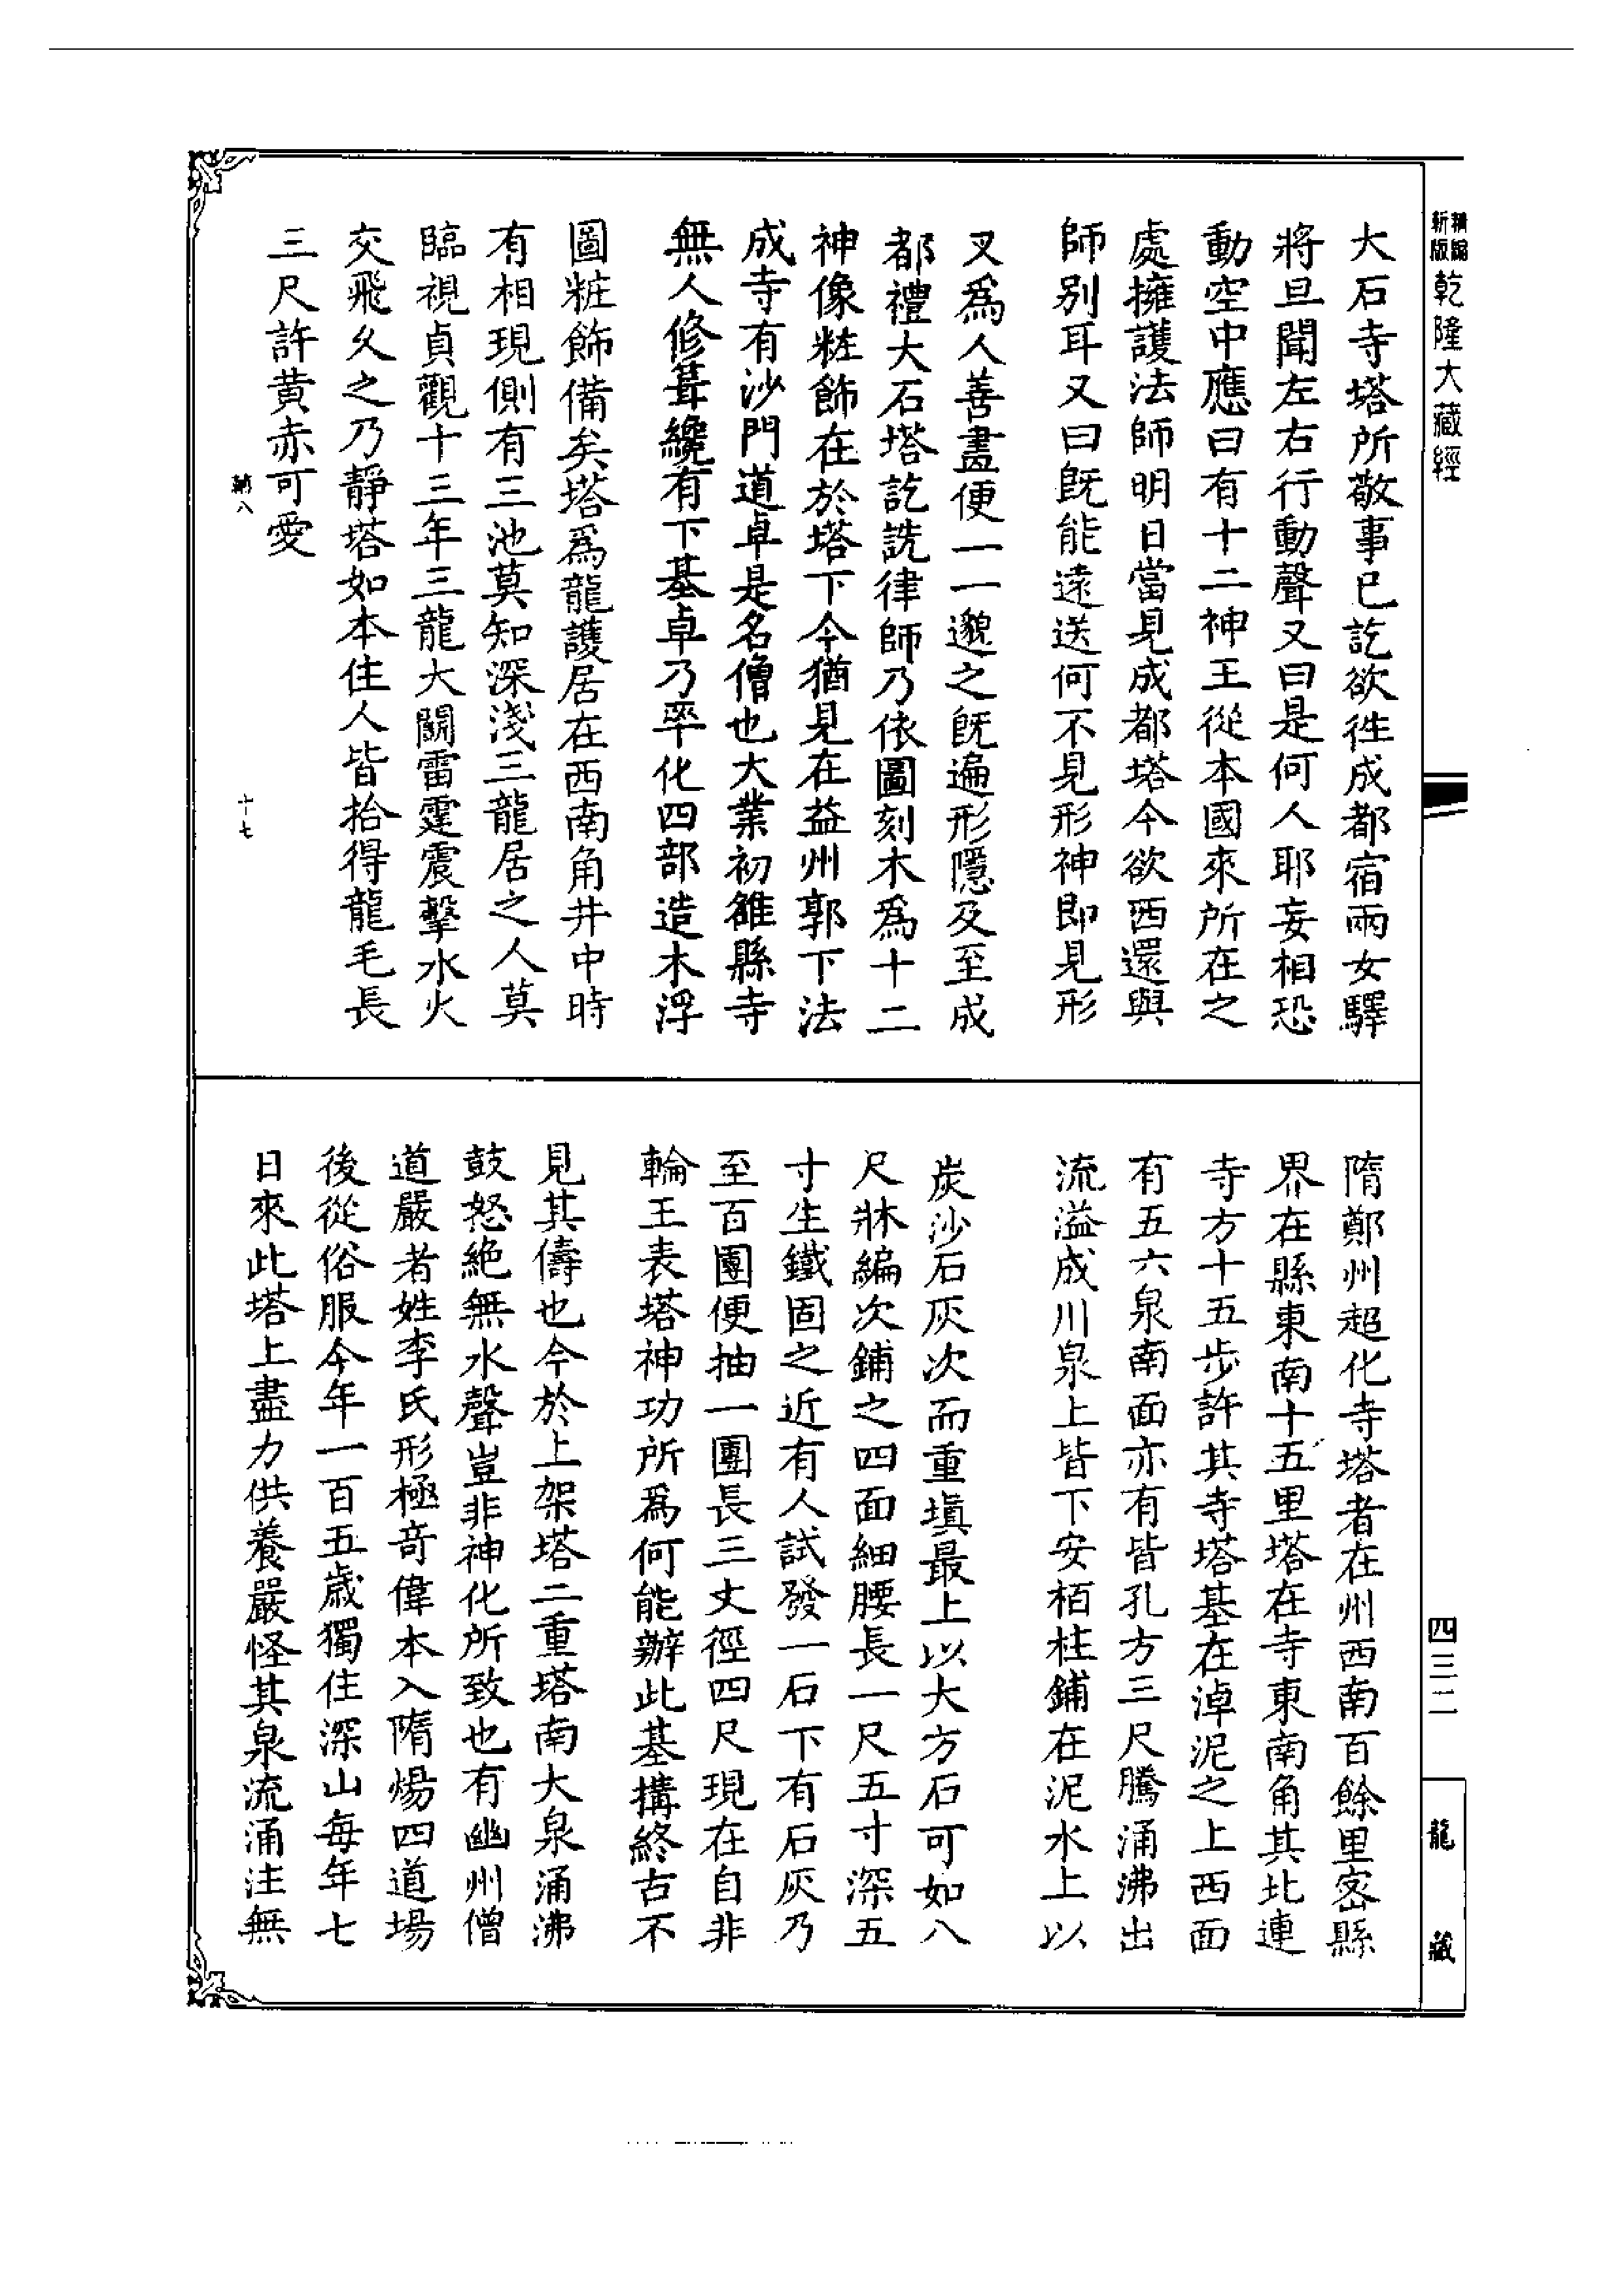 新版精縮乾隆大藏經
大石寺塔所敬事已訖欲徃成都宿兩女驛
將旦聞左右行動聲又曰是何人耶妄相恐
動空中應曰有十二神王從本國來所在之
處擁護法師明日當見成都塔今欲西還與
師別耳又曰旣能遠送何不見形神即見形
又爲人善畫便一一邈之旣遍形隱及至成
都禮大石塔訖詵律師乃依圖刻木爲十二
神像粧飾在於塔下今猶見在益州郭下法
成寺有沙門道卓是名僧也大業初雒縣寺
無人修葺纔有下基卓乃率化四部造木浮
圖粧飾備矣塔爲龍護居在西南角井中時
有相現側有三池莫知深淺三龍居之人莫
臨視貞觀十三年三龍大鬭雷霆震擊水火
交飛久之乃靜塔如本住人皆拾得龍毛長
三尺許黃赤可愛
十七
隋鄭州超化寺塔者在州西南百餘里密縣
界在縣東南十五里塔在寺東南角其北連
寺方十五步許其寺塔基在淖泥之上西面
有五六泉南面亦有皆孔方三尺騰涌沸出
流溢成川泉上皆下安栢柱鋪在泥水上以
炭沙石灰次而重塡最上以大方石可如八
尺牀編次鋪之四面細腰長一尺五寸深五
寸生鐵固之近有人試發一石下有石灰乃
至百團便抽一團長三丈徑四尺現在自非
輪王表塔神功所爲何能辦此基搆終古不
見其儔也今於上架塔二重塔南大泉涌沸
鼓怒絶無水聲豈非神化所致也有幽州僧
道嚴者姓李氏形極奇偉本入隋煬四道場
後從俗服今年一百五歲獨住深山每年七
日來此塔上盡力供養嚴怪其泉流涌注無
四三二
龍藏